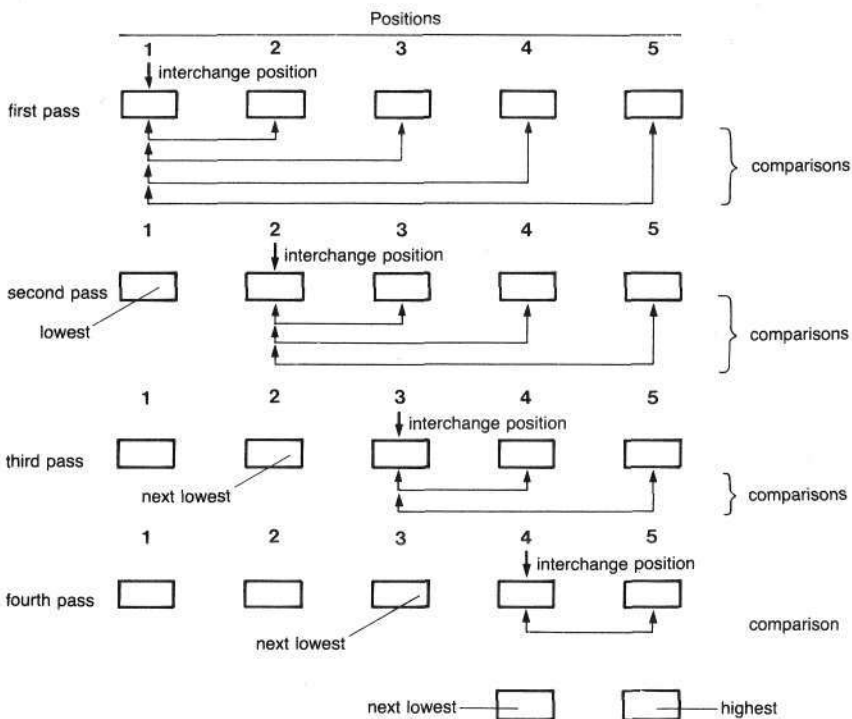 Positions
1 2 3 4 5
interchange position
first pass
comparisons
1 2 3 4 5
interchange position
second pass
lowest
comparisons
1 2 3 4 5
interchange position
third pass
next lowest
comparisons
1 2 3 4 5
interchange position
fourth pass
next lowest
comparison
next lowest
highest